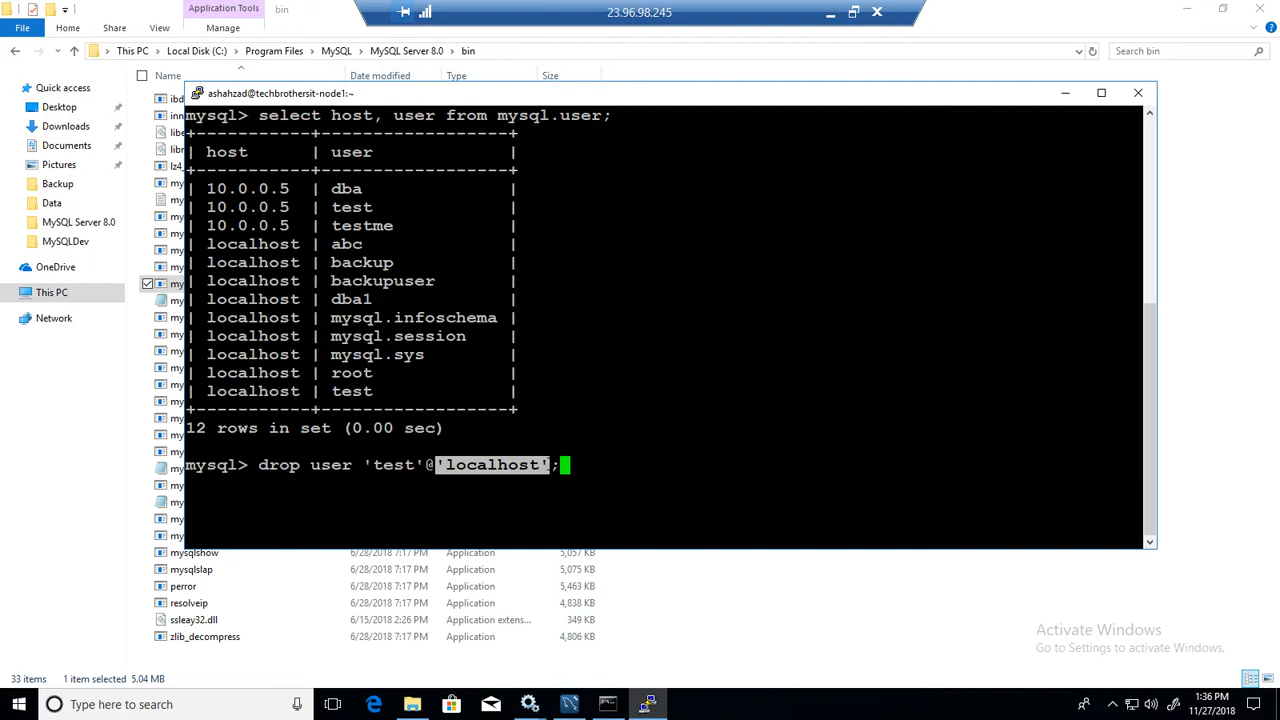 Application Tools
bin
23.96.98.245
File
Home
Share
View
Manage
This PC
Local Disk (C:)
Program Files
MySQL
MySQL Server 8.0
bin
Search bin
Name
Date modified
Type
Size
Quick access
Desktop
Downloads
Documents
Pictures
Backup
Data
MySQL Server 8.0
MySQLDev
OneDrive
This PC
Network
ashahzad@techbrothersit-node1:~
mysql> select host, user from mysql.user;
+-----------+------------------+
| host | user |
+-----------+------------------+
| 10.0.0.5 | dba |
| 10.0.0.5 | test |
| 10.0.0.5 | testme |
| localhost | abc |
| localhost | backup |
| localhost | backupuser |
| localhost | dba1 |
| localhost | mysql.infoschema |
| localhost | mysql.session |
| localhost | mysql.sys |
| localhost | root |
| localhost | test |
+-----------+------------------+
12 rows in set (0.00 sec)
mysql> drop user 'test'@'localhost';
mysqlshow 6/28/2018 7:17 PM Application 5,057 KB
mysqlslap 6/28/2018 7:17 PM Application 5,075 KB
perror 6/28/2018 7:17 PM Application 5,463 KB
resolveip 6/28/2018 7:17 PM Application 4,838 KB
ssleay32.dll 6/15/2018 2:26 PM Application extens... 349 KB
zlib_decompress 6/28/2018 7:17 PM Application 4,806 KB
Activate Windows
Go to Settings to activate Windows.
33 items
1 item selected 5.04 MB
Type here to search
1:36 PM
11/27/2018